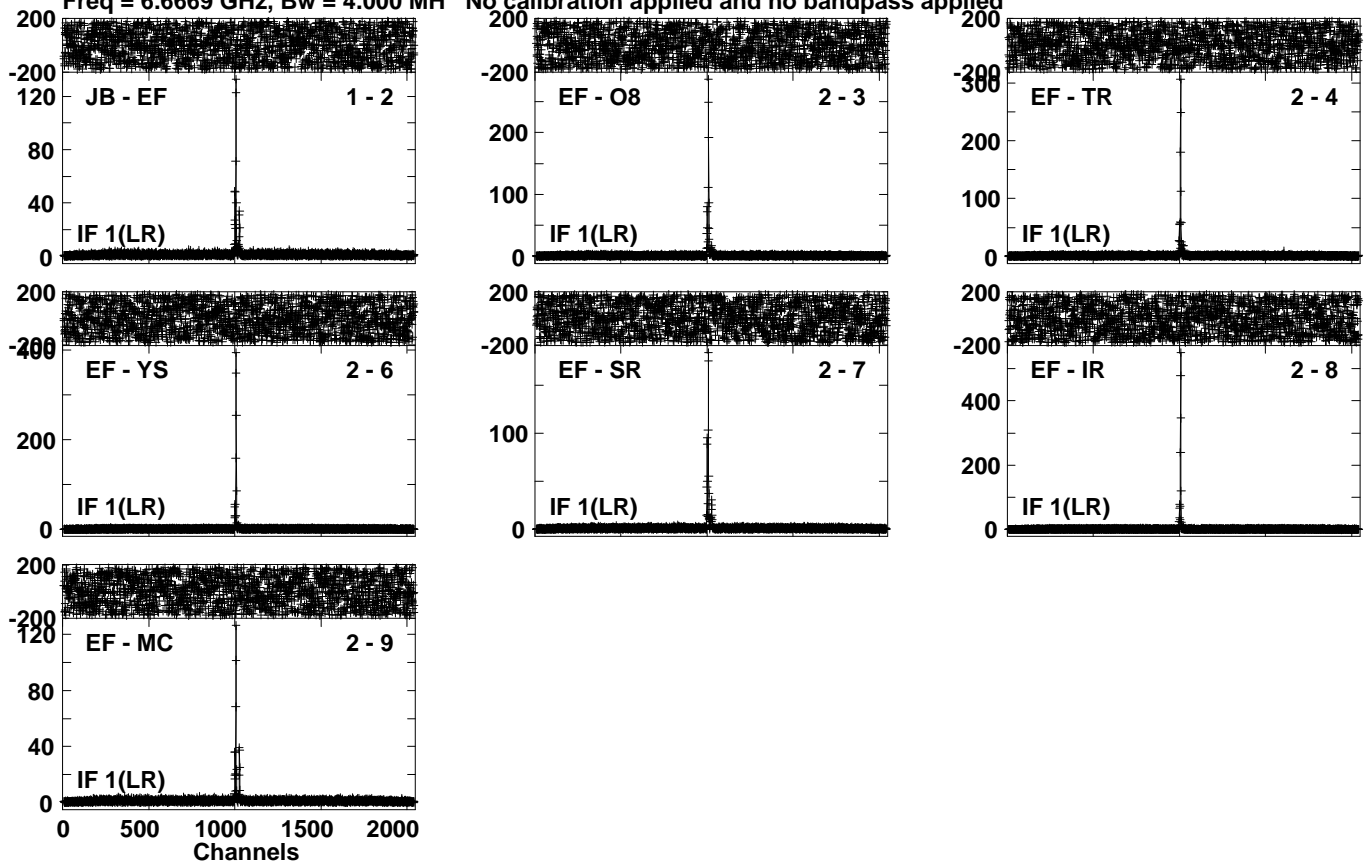 Freq = 6.6669 GHz, Bw = 4.000 MH No calibration applied and no bandpass applied
200 200 200
-200 -200 -200
120 JB - EF 1 - 2 EF - O8 2 - 3 300 EF - TR 2 - 4
80 200 200
40 100 100
IF 1(LR) IF 1(LR) IF 1(LR)
0 0 0
200 200 200
-200 -200 -200
400 EF - YS 2 - 6 EF - SR 2 - 7 EF - IR 2 - 8
200 100 400
200
IF 1(LR) IF 1(LR) IF 1(LR)
0 0 0
200
-200
120 EF - MC 2 - 9
80
40
IF 1(LR)
0
0 500 1000 1500 2000
Channels